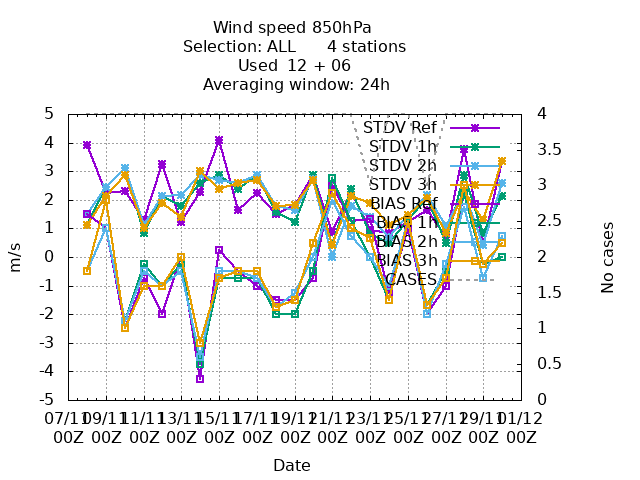 Wind speed 850hPa
Selection: ALL      4 stations
Used  12 + 06
Averaging window: 24h
5
4
3
2
1
0
-1
-2
-3
-4
-5
m/s
4
3.5
3
2.5
2
1.5
1
0.5
0
No cases
STDV Ref
STDV 1h
STDV 2h
STDV 3h
BIAS Ref
BIAS 1h
BIAS 2h
BIAS 3h
CASES
07/11 09/11 11/11 13/11 15/11 17/11 19/11 21/11 23/11 25/11 27/11 29/11 01/12
00Z 00Z 00Z 00Z 00Z 00Z 00Z 00Z 00Z 00Z 00Z 00Z 00Z
Date